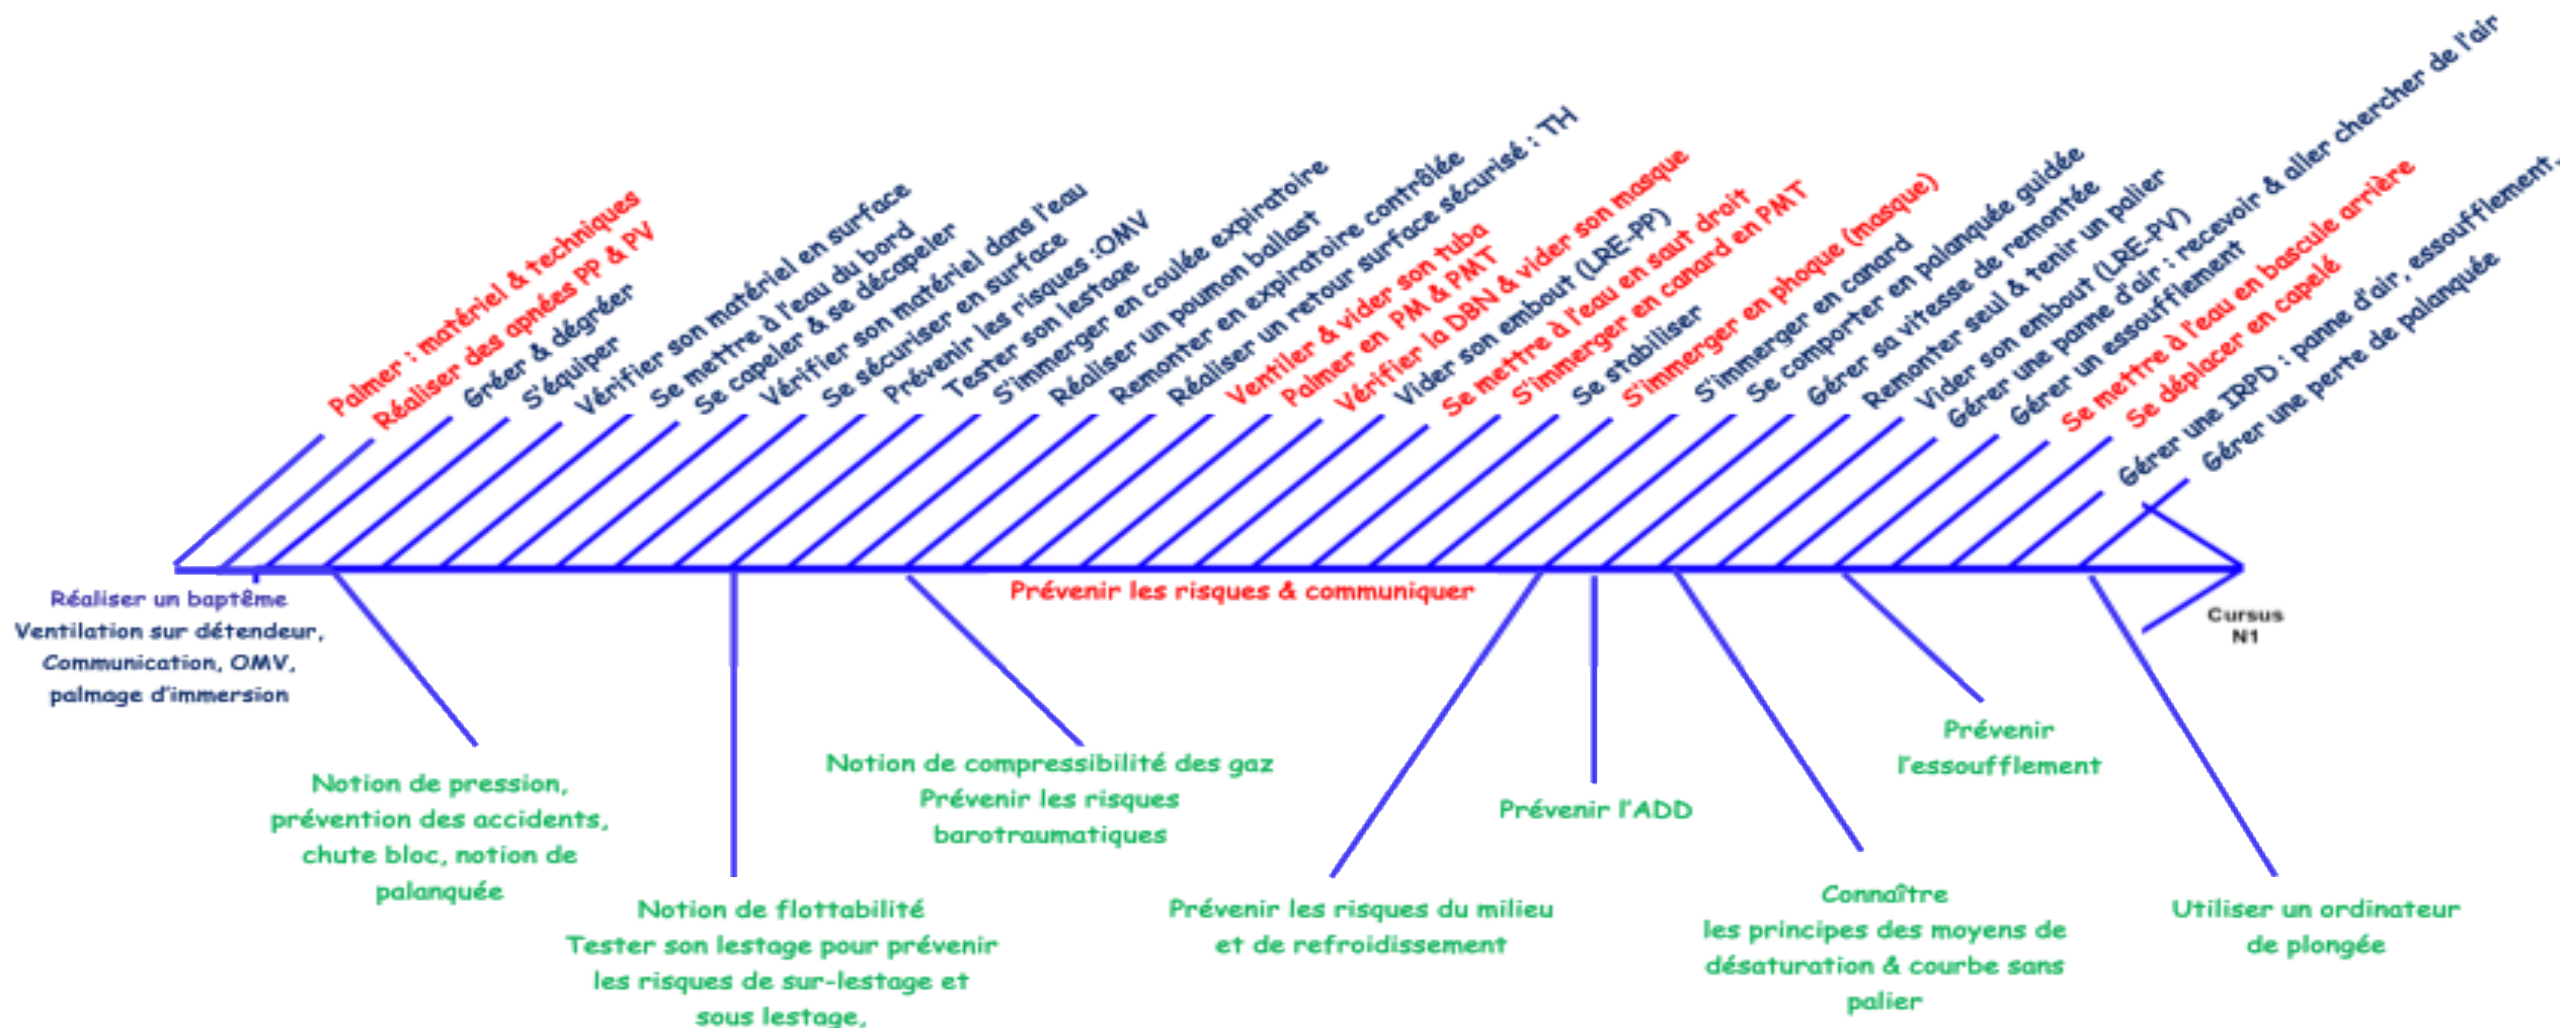 Palmer : matériel & techniques
Réaliser des apnées PP & PV
Gréer & dégréer
S'équiper
Vérifier son matériel en surface
Se mettre à l'eau du bord
Se capeler & se décapeler
Vérifier son matériel dans l'eau
Se sécuriser en surface
Prévenir les risques :OMV
Tester son lestage
S'immerger en coulée expiratoire
Réaliser un poumon ballast
Remonter en expiratoire contrôlée
Réaliser un retour surface sécurisé : TH
Ventiler & vider son tuba
Palmer en PM & PMT
Vérifier la DBN & vider son masque
Vider son embout (LRE-PP)
Se mettre à l'eau en saut droit
S'immerger en canard en PMT
Se stabiliser
S'immerger en phoque (masque)
S'immerger en canard
Se comporter en palanquée guidée
Gérer sa vitesse de remontée
Remonter seul & tenir un palier
Vider son embout (LRE-PV)
Gérer une panne d'air : recevoir & aller chercher de l'air
Gérer un essoufflement
Se mettre à l'eau en bascule arrière
Se déplacer en capelé
Gérer une IRPD : panne d'air, essoufflement.
Gérer une perte de palanquée
Réaliser un baptême
Ventilation sur détendeur,
Communication, OMV,
palmage d'immersion
Prévenir les risques & communiquer
Cursus
N1
Notion de pression,
prévention des accidents,
chute bloc, notion de
palanquée
Notion de flottabilité
Tester son lestage pour prévenir
les risques de sur-lestage et
sous lestage,
Notion de compressibilité des gaz
Prévenir les risques
barotraumatiques
Prévenir les risques du milieu
et de refroidissement
Prévenir l'ADD
Connaître
les principes des moyens de
désaturation & courbe sans
palier
Prévenir
l'essoufflement
Utiliser un ordinateur
de plongée